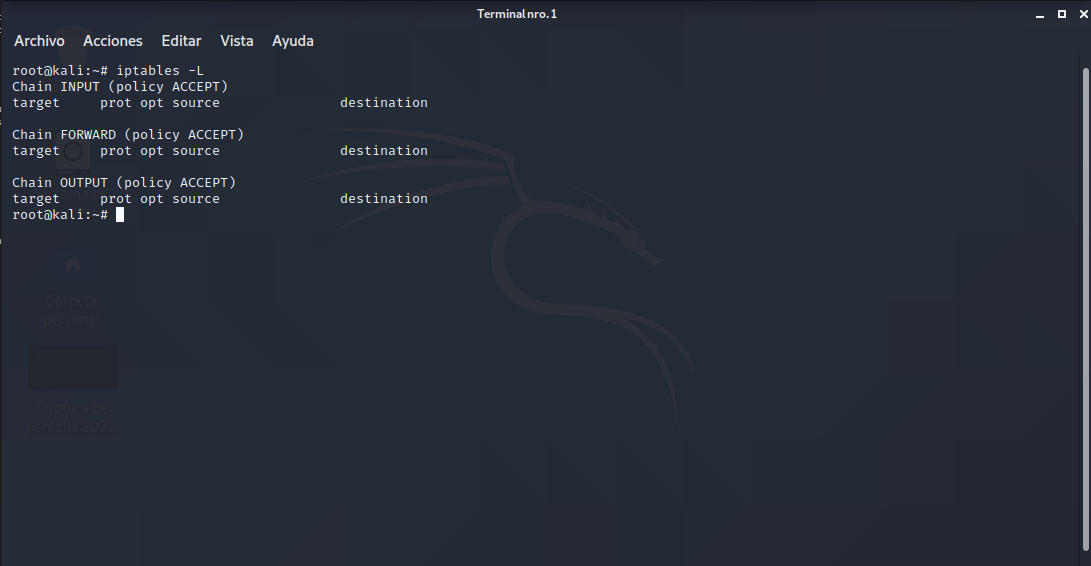 Terminal nro. 1
Archivo Acciones Editar Vista Ayuda
root@kali:~# iptables -L
Chain INPUT (policy ACCEPT)
target     prot opt source               destination
Chain FORWARD (policy ACCEPT)
target     prot opt source               destination
Chain OUTPUT (policy ACCEPT)
target     prot opt source               destination
root@kali:~#
Carpeta
personal
Captura de
pantalla 202...